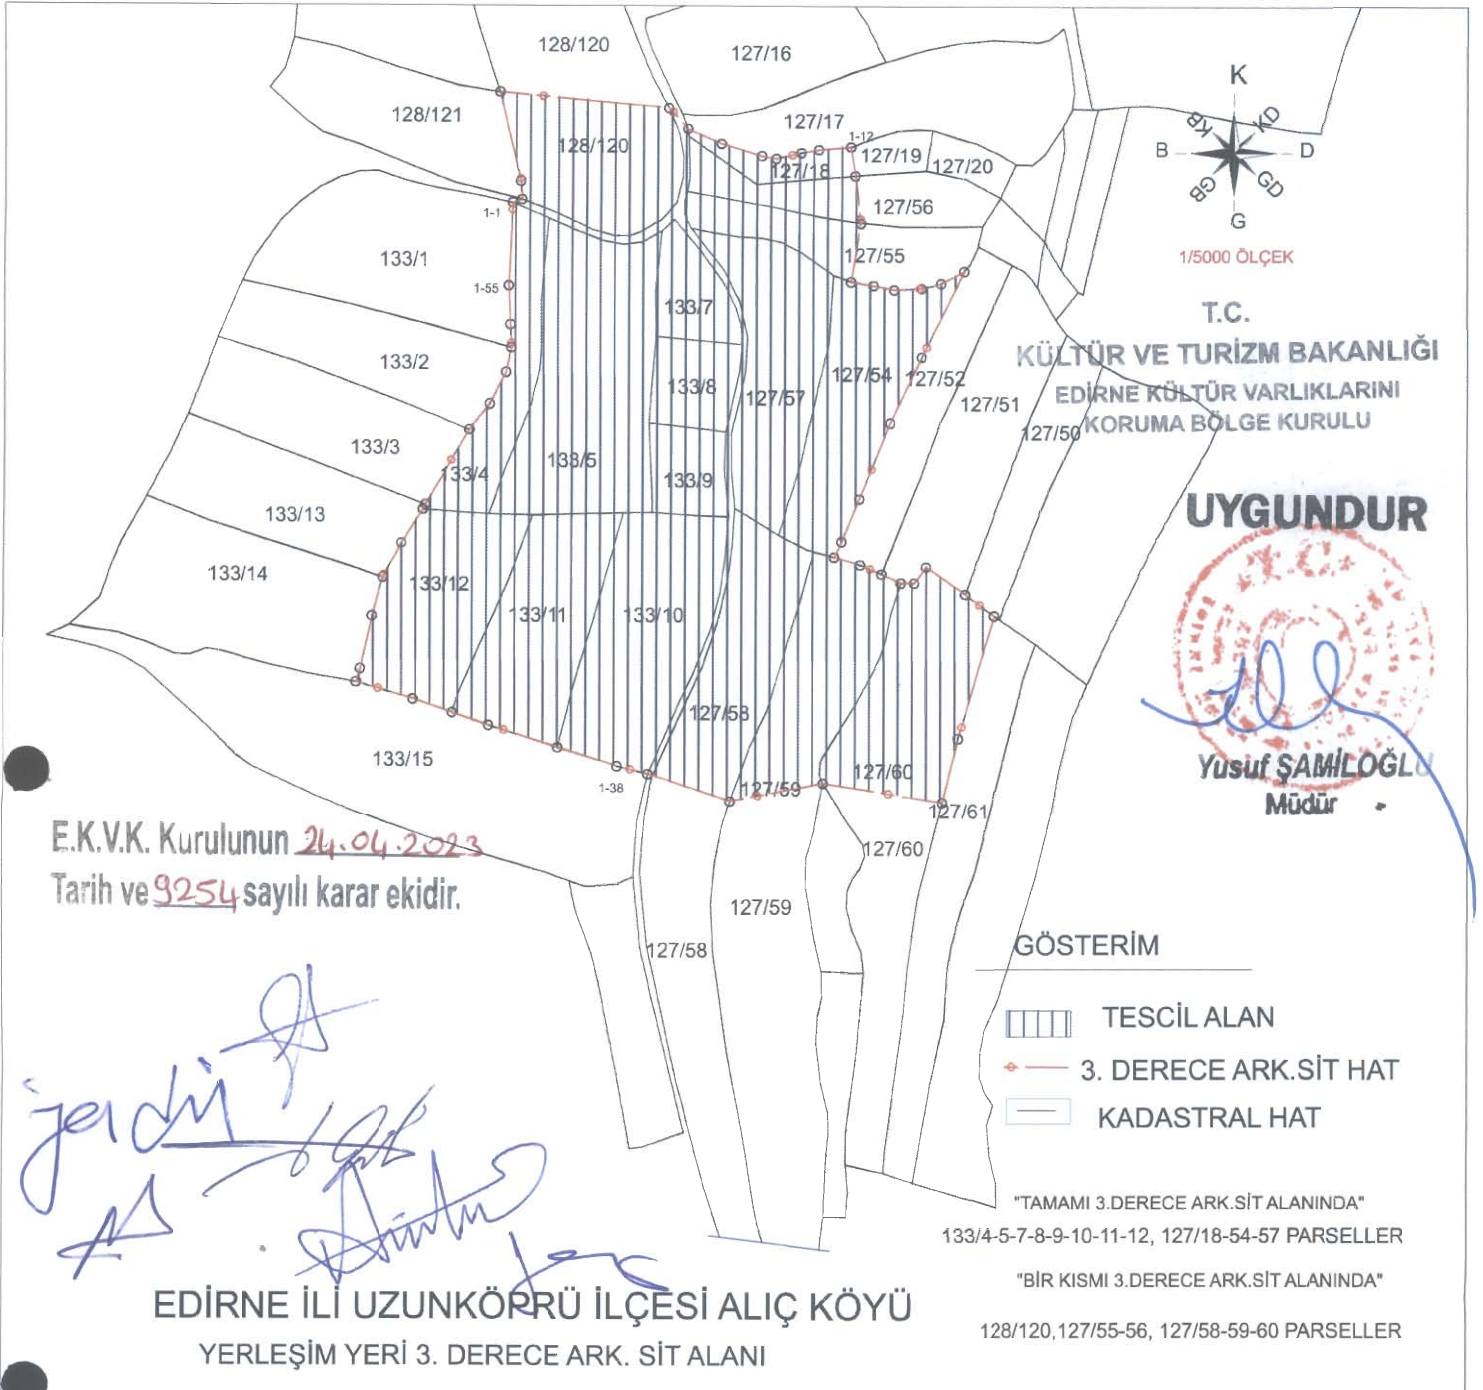 128/120
127/16
K
128/121
127/17
1-12
KB
KD
128/120
127/19
B
D
127/18
127/20
GB
GD
1-1
127/56
G
133/1
127/55
1/5000 ÖLÇEK
1-55
133/7
T.C.
133/2
KÜLTÜR VE TURİZM BAKANLIĞI
127/54
127/52
133/8
EDİRNE KÜLTÜR VARLIKLARINI
127/57
127/51
KORUMA BÖLGE KURULU
127/50
133/3
133/4
133/5
133/9
133/13
UYGUNDUR
133/14
133/12
133/11
133/10
127/58
133/15
127/60
Yusuf ŞAMİLOĞLU
1-38
127/59
Müdür
127/61
E.K.V.K. Kurulunun 24.04.2023
127/60
Tarih ve 9254 sayılı karar ekidir.
127/59
127/58
GÖSTERİM
TESCİL ALAN
3. DERECE ARK.SİT HAT
KADASTRAL HAT
"TAMAMI 3.DERECE ARK.SİT ALANINDA"
133/4-5-7-8-9-10-11-12, 127/18-54-57 PARSELLER
"BİR KISMI 3.DERECE ARK.SİT ALANINDA"
128/120,127/55-56, 127/58-59-60 PARSELLER
EDİRNE İLİ UZUNKÖPRÜ İLÇESİ ALIÇ KÖYÜ
YERLEŞİM YERİ 3. DERECE ARK. SİT ALANI